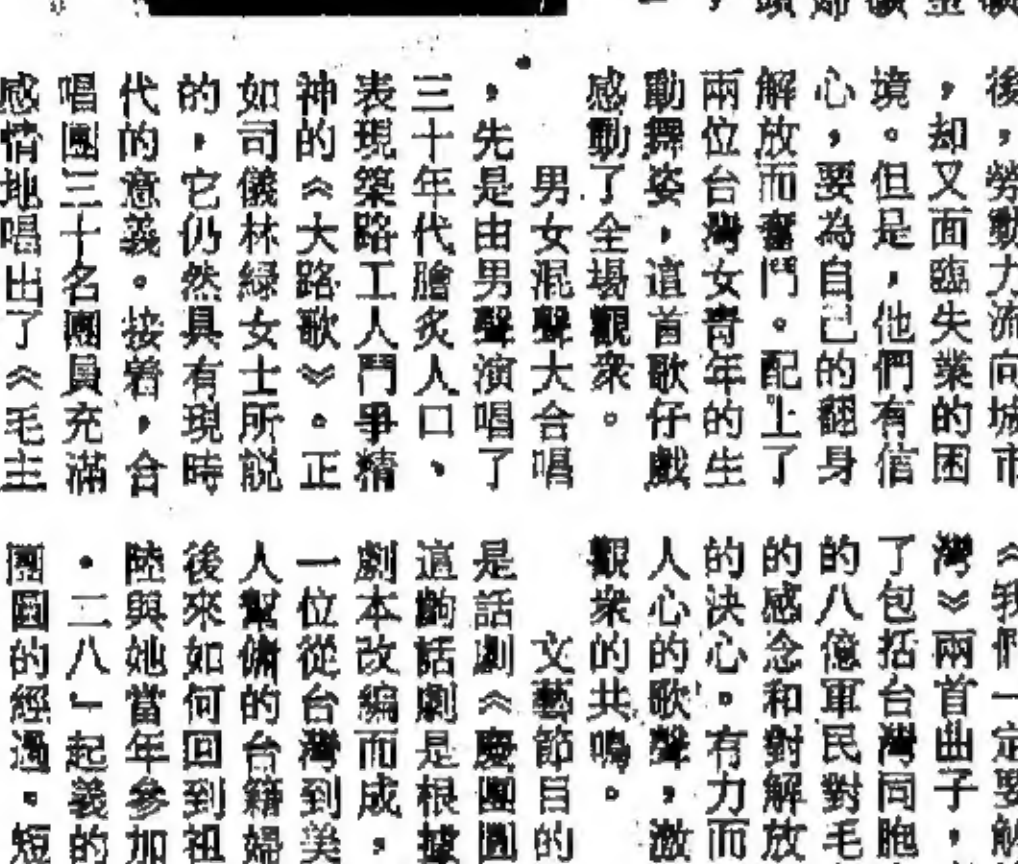 後，勞動力流向城市
，却又面臨失業的困
境。但是，他們有信
心，要為自己的翻身
解放而奮鬥。配上了
兩位台灣女青年的生
動舞姿，這首歌仔戲
感動了全場觀衆。
男女混聲大合唱
，先是由男聲演唱了
三十年代膾炙人口、
表現築路工人鬥爭精
神的《大路歌》。正
如司儀林綠女士所説
的，它仍然具有現時
代的意義。接着，合
唱團三十名團員充滿
感情地唱出了《毛主
《我們一定要解
灣》兩首曲子，
了包括台灣同胞
的八億軍民對毛
的感念和對解放
的決心。有力而
人心的歌聲，激
觀衆的共鳴。
文藝節目的
是話劇《慶團圓
這齣話劇是根據
劇本改編而成，
一位從台灣到美
人幫傭的台籍婦
後來如何回到祖
陸與她當年參加
·二八」起義的
團圓的經過。短